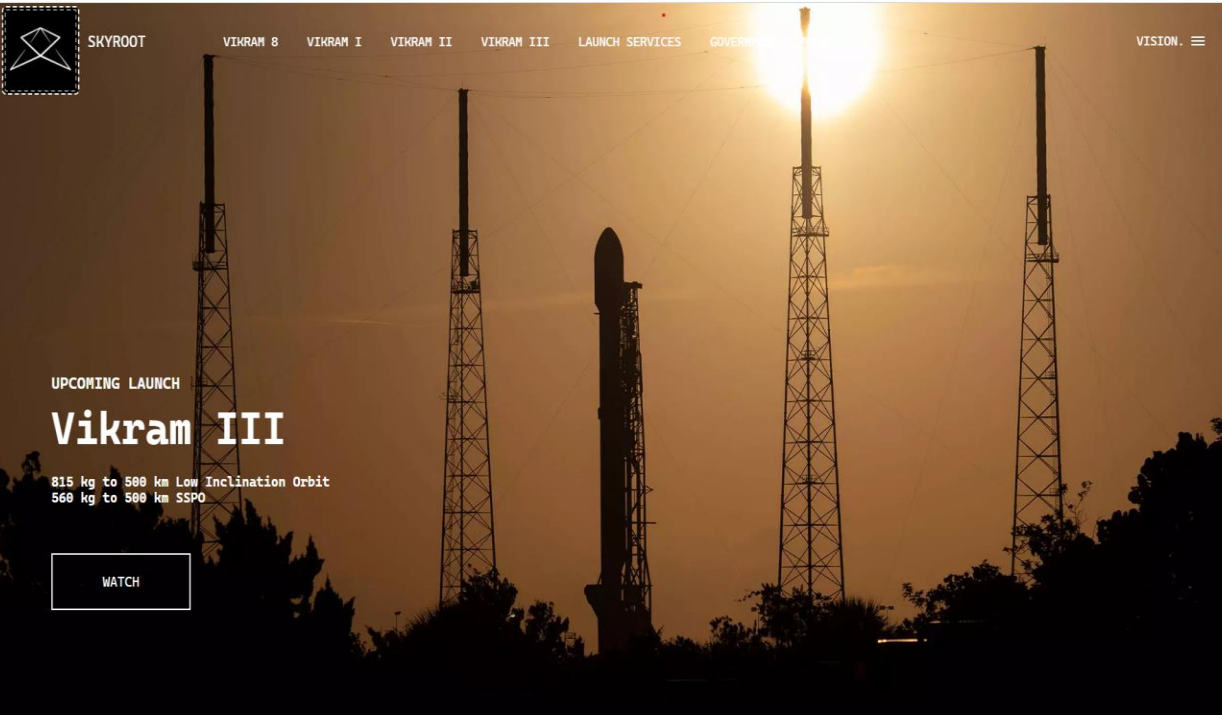 SKYROOT
VIKRAM 8 VIKRAM I VIKRAM II VIKRAM III LAUNCH SERVICES
VISION.
UPCOMING LAUNCH
Vikram III
815 kg to 500 km Low Inclination Orbit
560 kg to 500 km SSPO
WATCH